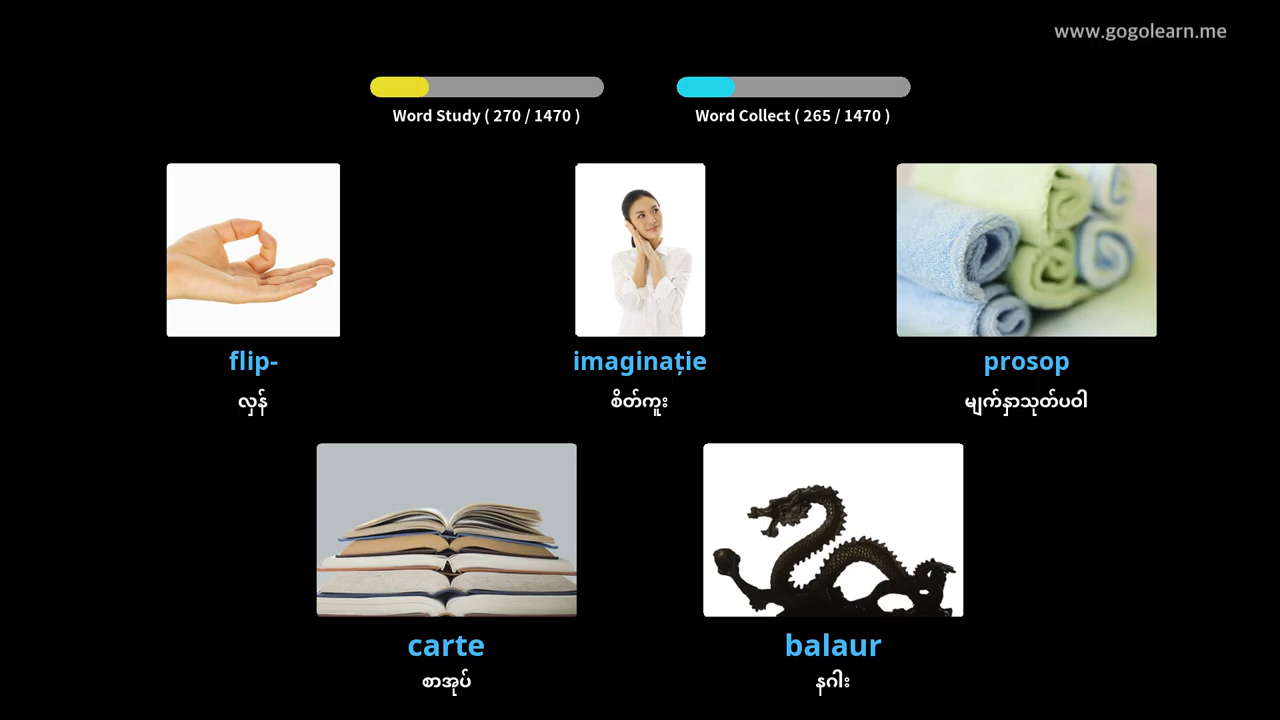 www.gogolearn.me
Word Study ( 270 / 1470 )
Word Collect ( 265 / 1470 )
flip-
လှန်
imaginație
စိတ်ကူး
prosop
မျက်နှာသုတ်ပဝါ
carte
စာအုပ်
balaur
နဂါး